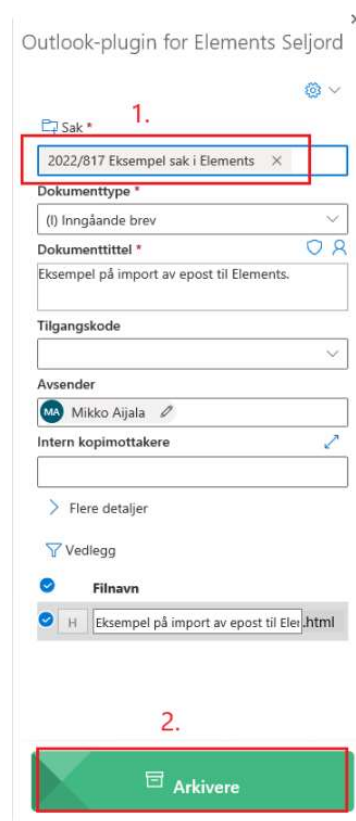 Outlook-plugin for Elements Seljord
1.
Sak *
2022/817 Eksempel sak i Elements
Dokumenttype *
(I) Inngåande brev
Dokumenttittel *
Eksempel på import av epost til Elements.
Tilgangskode
Avsender
MA Mikko Aijala
Intern kopimottakere
Flere detaljer
Vedlegg
Filnavn
H Eksempel på import av epost til Eler .html
2.
Arkivere